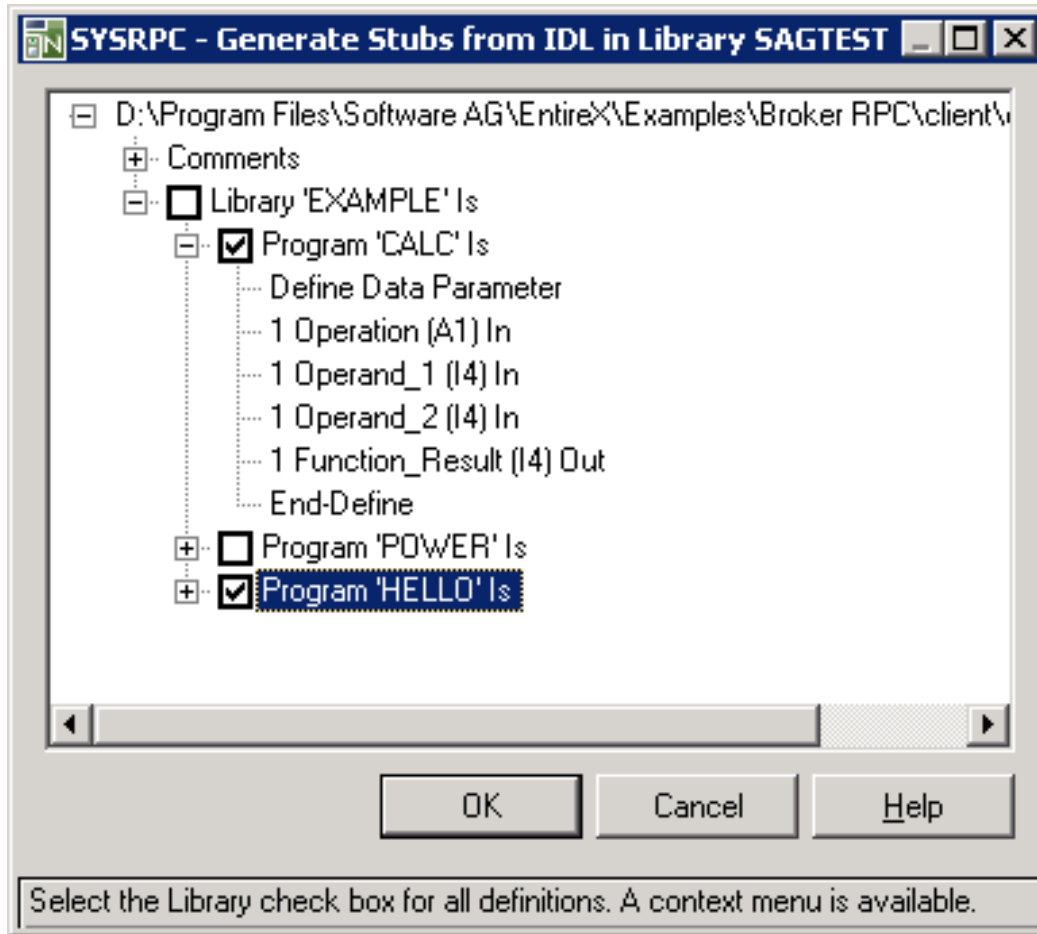 SYSRPC - Generate Stubs from IDL in Library SAGTEST
D:\Program Files\Software AG\EntireX\Examples\Broker RPC\client\
Comments
Library 'EXAMPLE' Is
Program 'CALC' Is
Define Data Parameter
1 Operation (A1) In
1 Operand_1 (I4) In
1 Operand_2 (I4) In
1 Function_Result (I4) Out
End-Define
Program 'POWER' Is
Program 'HELLO' Is
OK
Cancel
Help
Select the Library check box for all definitions. A context menu is available.